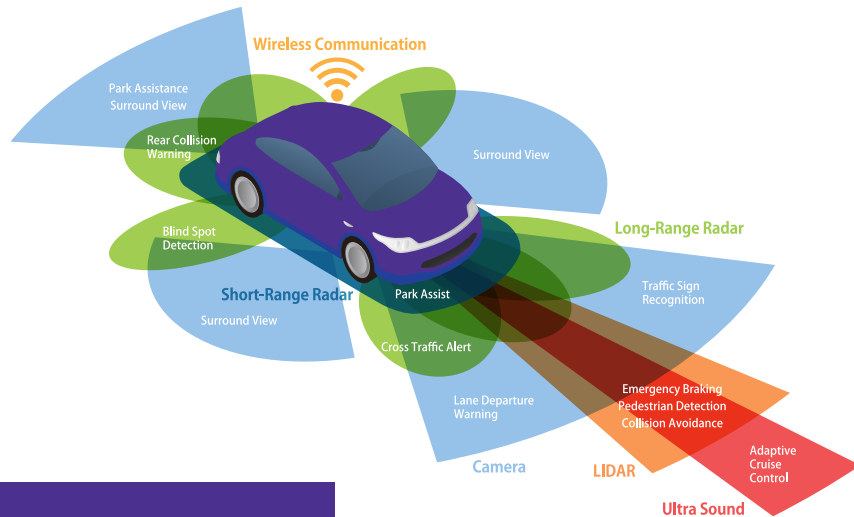 Wireless Communication
Park Assistance
Surround View
Rear Collision
Warning
Surround View
Blind Spot
Detection
Long-Range Radar
Short-Range Radar
Park Assist
Traffic Sign
Recognition
Surround View
Cross Traffic Alert
Emergency Braking
Pedestrian Detection
Collision Avoidance
Lane Departure
Warning
Adaptive
Cruise
Control
Camera
LIDAR
Ultra Sound